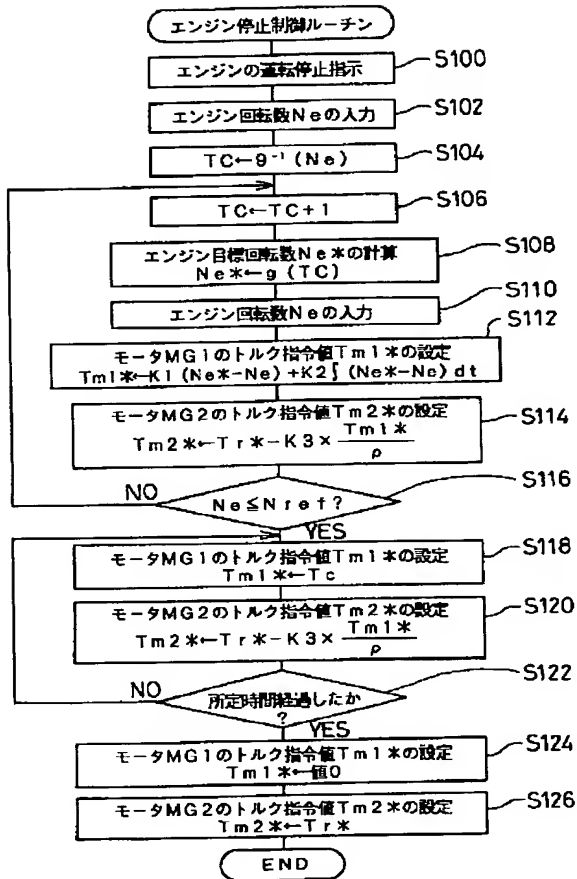 エンジン停止制御ルーチン
エンジンの運転停止指示
S100
エンジン回転数Neの入力
S102
TC←g⁻¹(Ne)
S104
TC←TC+1
S106
エンジン目標回転数Ne*の計算
Ne*←g(TC)
S108
エンジン回転数Neの入力
S110
モータMG1のトルク指令値Tm1*の設定
Tm1*←K1(Ne*-Ne)+K2∫(Ne*-Ne)dt
S112
モータMG2のトルク指令値Tm2*の設定
Tm2*←Tr*-K3×Tm1*/ρ
S114
Ne≦Nref?
S116
NO
YES
モータMG1のトルク指令値Tm1*の設定
Tm1*←Tc
S118
モータMG2のトルク指令値Tm2*の設定
Tm2*←Tr*-K3×Tm1*/ρ
S120
所定時間経過したか
?
S122
NO
YES
モータMG1のトルク指令値Tm1*の設定
Tm1*←値0
S124
モータMG2のトルク指令値Tm2*の設定
Tm2*←Tr*
S126
END